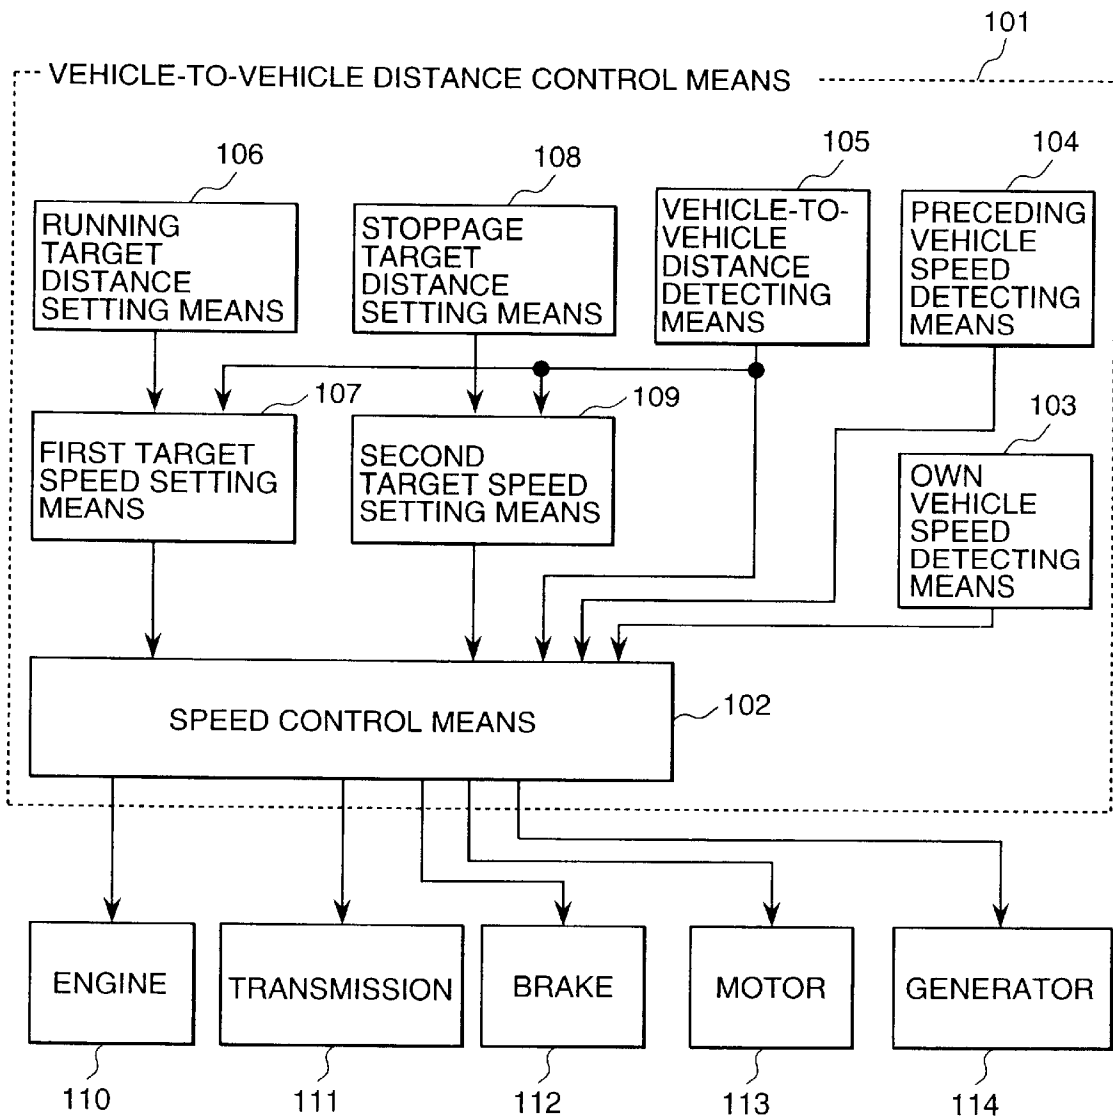 101
VEHICLE-TO-VEHICLE DISTANCE CONTROL MEANS
106
108
105
104
RUNNING
TARGET
DISTANCE
SETTING MEANS
STOPPAGE
TARGET
DISTANCE
SETTING MEANS
VEHICLE-TO-
VEHICLE
DISTANCE
DETECTING
MEANS
PRECEDING
VEHICLE
SPEED
DETECTING
MEANS
107
109
103
FIRST TARGET
SPEED SETTING
MEANS
SECOND
TARGET SPEED
SETTING MEANS
OWN
VEHICLE
SPEED
DETECTING
MEANS
SPEED CONTROL MEANS
102
ENGINE
TRANSMISSION
BRAKE
MOTOR
GENERATOR
110
111
112
113
114